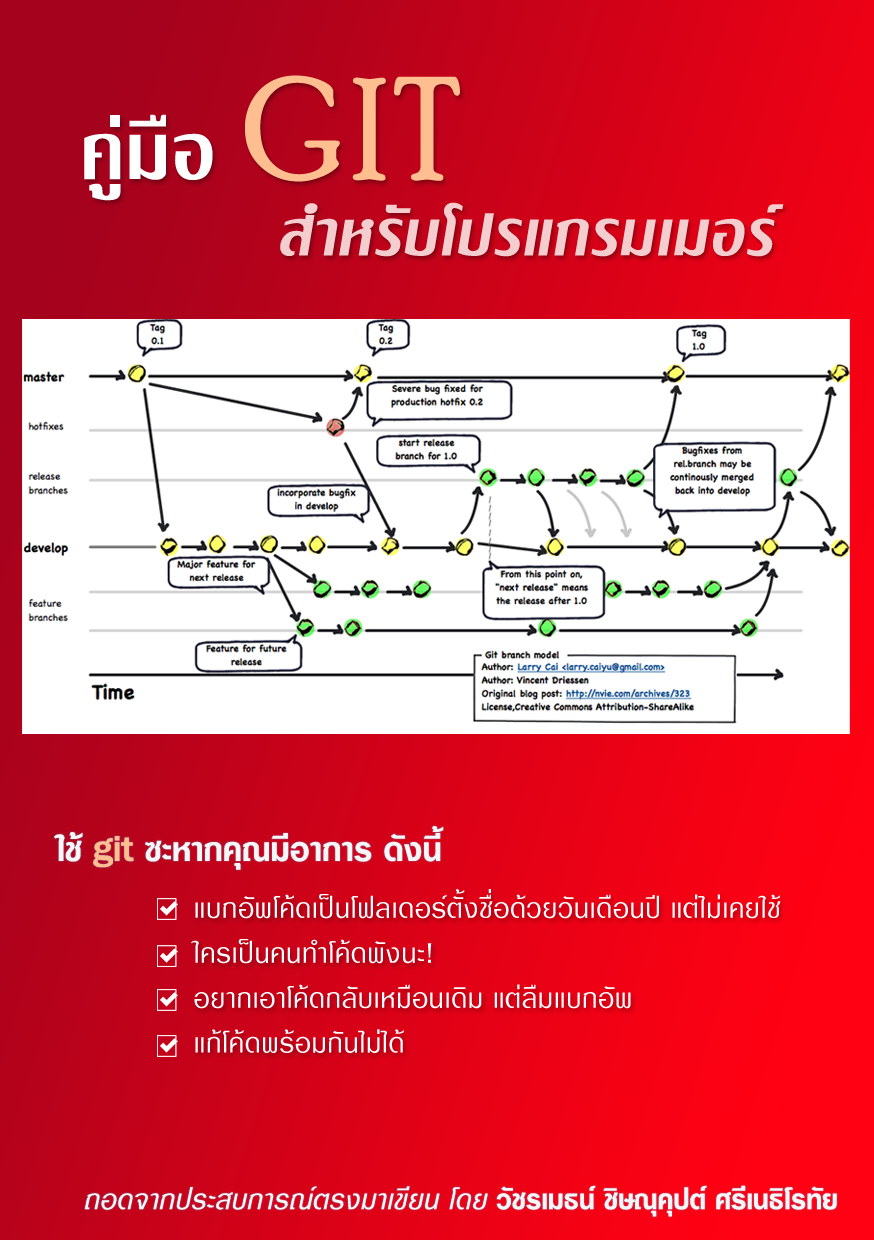 คู่มือ GIT
สำหรับโปรแกรมเมอร์
Tag
0.1
Tag
0.2
Tag
1.0
master
Severe bug fixed for
production hotfix 0.2
hotfixes
start release
branch for 1.0
Bugfixes from
rel.branch may be
continously merged
back into develop
release
branches
incorporate bugfix
in develop
develop
Major feature for
next release
From this point on,
"next release" means
the release after 1.0
feature
branches
Feature for future
release
Git branch model
Author: Larry Cai <larry.caiyu@gmail.com>
Author: Vincent Driessen
Original blog post: http://nvie.com/archives/323
License,Creative Commons Attribution-ShareAlike
Time
ใช้ git ซะหากคุณมีอาการ ดังนี้
แบกอัพโค้ดเป็นโฟลเดอร์ตั้งชื่อด้วยวันเดือนปี แต่ไม่เคยใช้
ใครเป็นคนทำโค้ดพังนะ!
อยากเอาโค้ดกลับเหมือนเดิม แต่ลืมแบกอัพ
แก้โค้ดพร้อมกันไม่ได้
ถอดจากประสบการณ์ตรงมาเขียน โดย วัชรเมธน์ ชิษณุคุปต์ ศรีเนธิโรทัย